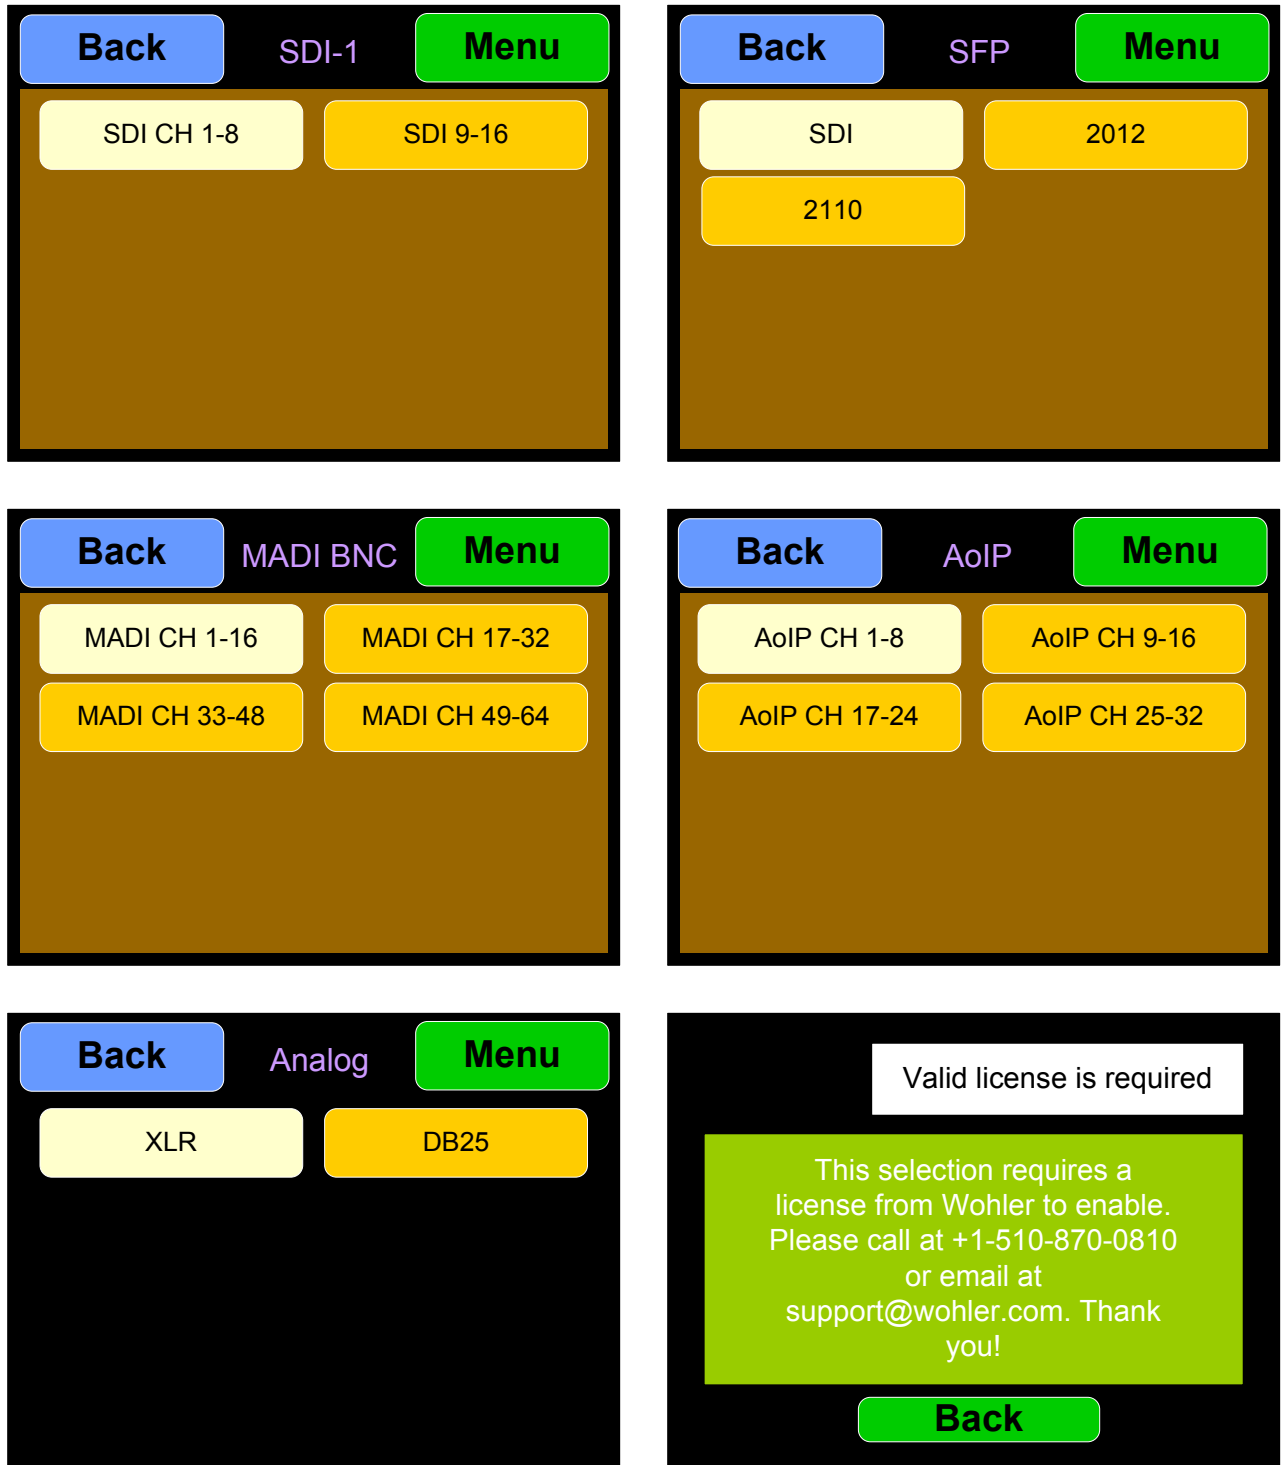 Back SDI-1 Menu
SDI CH 1-8 SDI 9-16
Back SFP Menu
SDI 2012
2110
Back MADI BNC Menu
MADI CH 1-16 MADI CH 17-32
MADI CH 33-48 MADI CH 49-64
Back AoIP Menu
AoIP CH 1-8 AoIP CH 9-16
AoIP CH 17-24 AoIP CH 25-32
Back Analog Menu
XLR DB25
Valid license is required
This selection requires a
license from Wohler to enable.
Please call at +1-510-870-0810
or email at
support@wohler.com. Thank
you!
Back